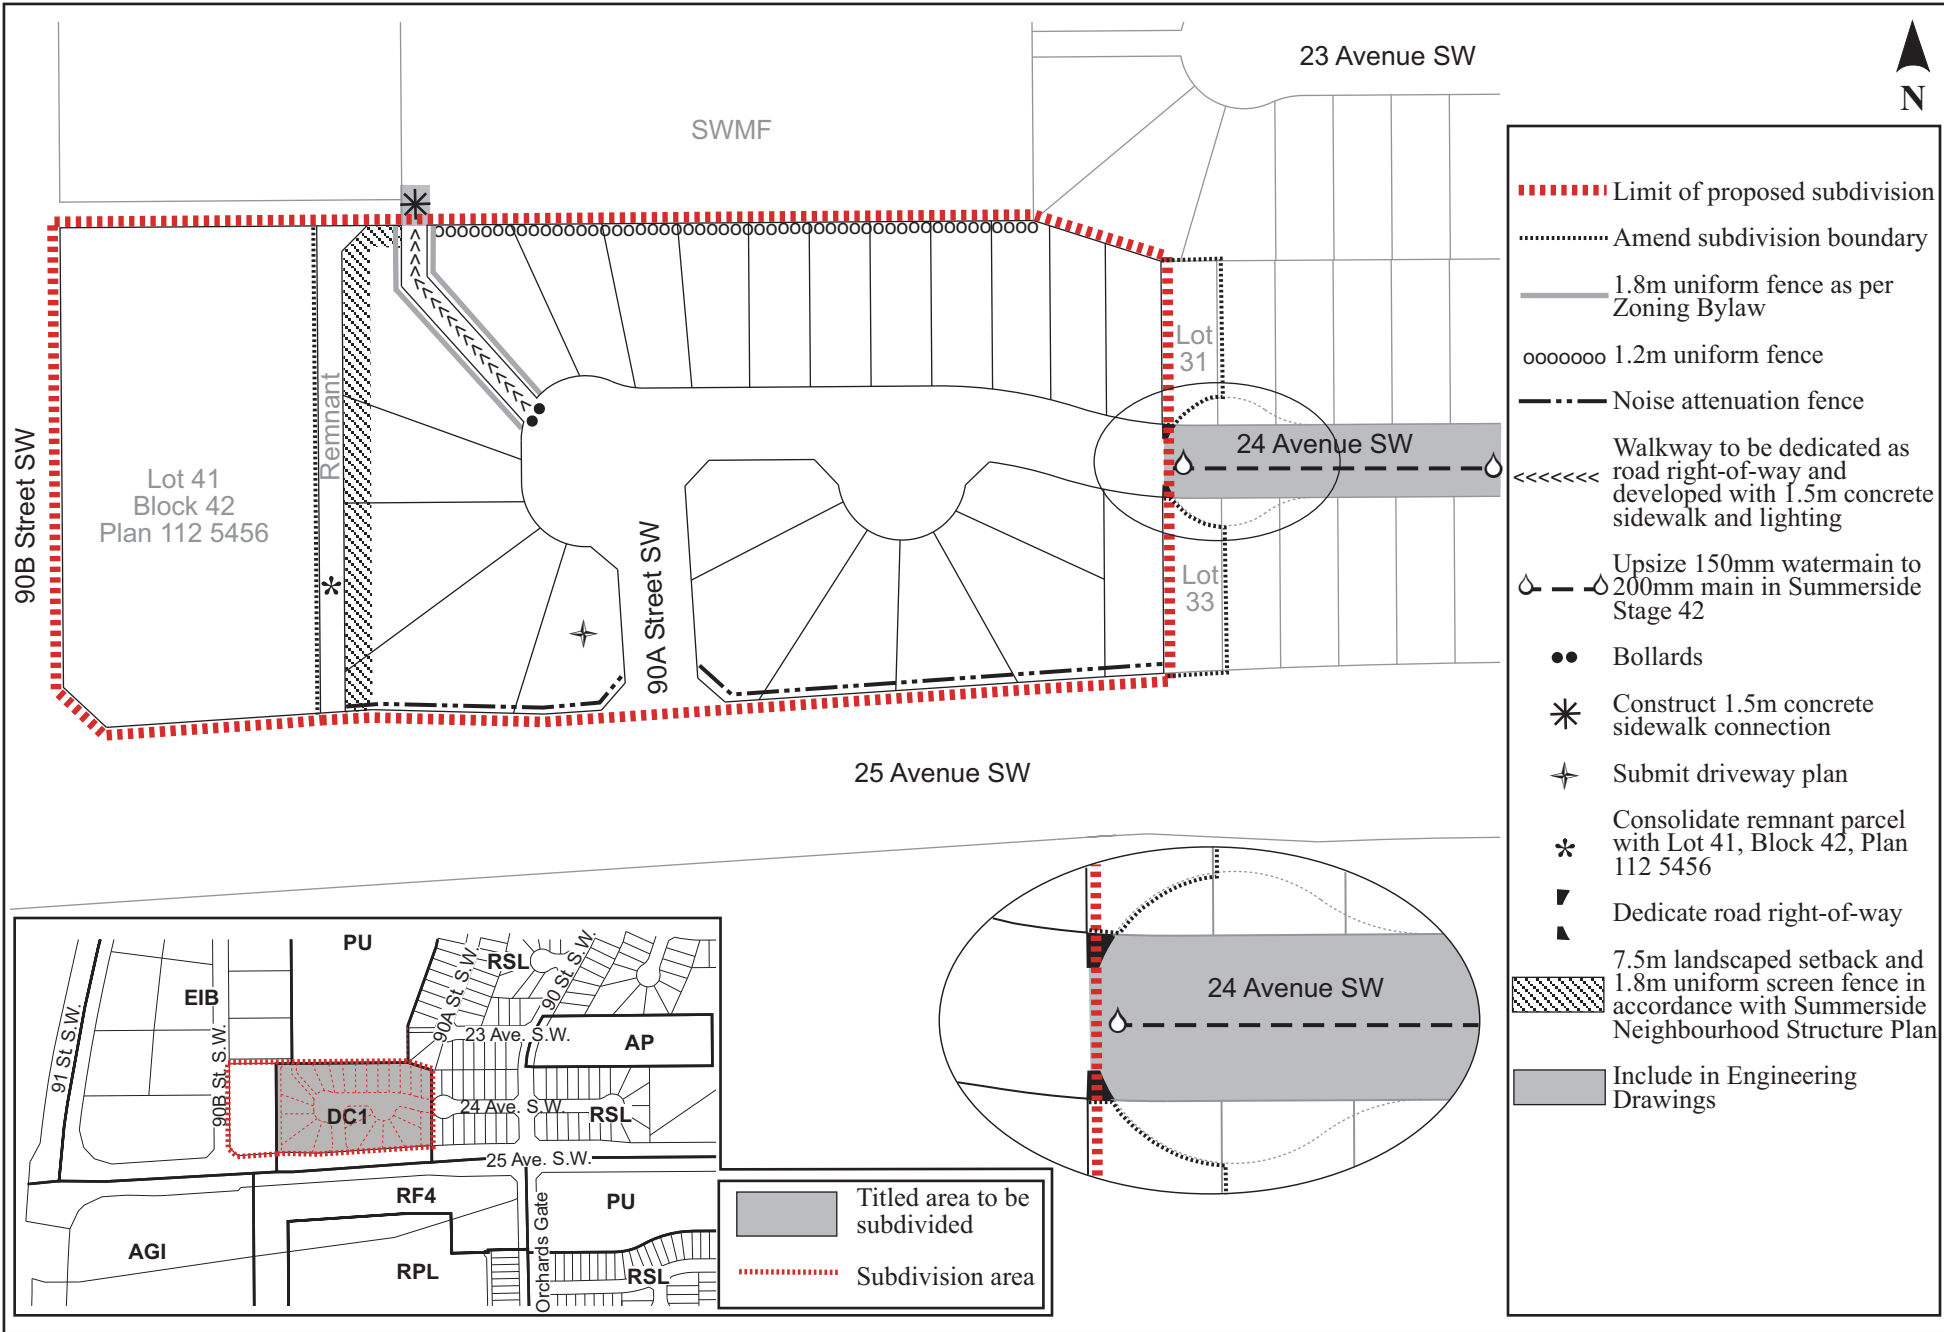 23 Avenue SW
N
SWMF
Limit of proposed subdivision
Amend subdivision boundary
1.8m uniform fence as per
Zoning Bylaw
ooooooo 1.2m uniform fence
Noise attenuation fence
<<<<<<< Walkway to be dedicated as
road right-of-way and
developed with 1.5m concrete
sidewalk and lighting
Upsize 150mm watermain to
200mm main in Summerside
Stage 42
Bollards
Construct 1.5m concrete
sidewalk connection
Submit driveway plan
Consolidate remnant parcel
with Lot 41, Block 42, Plan
112 5456
Dedicate road right-of-way
7.5m landscaped setback and
1.8m uniform screen fence in
accordance with Summerside
Neighbourhood Structure Plan
Include in Engineering
Drawings
90B Street SW
Lot 41
Block 42
Plan 112 5456
Remnant
Lot
31
24 Avenue SW
Lot
33
90A Street SW
25 Avenue SW
24 Avenue SW
PU
RSL
90A St. S.W.
90 St. S.W.
EIB
91 St. S.W.
90B St. S.W.
23 Ave. S.W.
AP
DC1
24 Ave. S.W.
RSL
25 Ave. S.W.
RF4
PU
AGI
RPL
Orchards Gate
RSL
Titled area to be
subdivided
Subdivision area